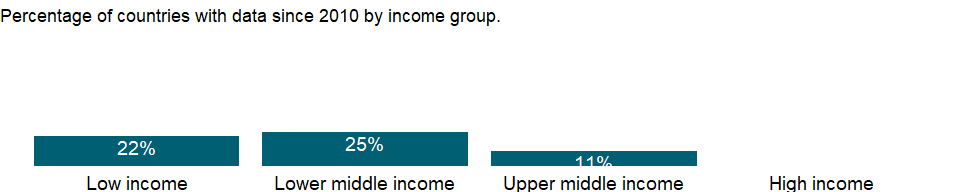 Percentage of countries with data since 2010 by income group.
22%
25%
11%
Low income
Lower middle income
Upper middle income
High income